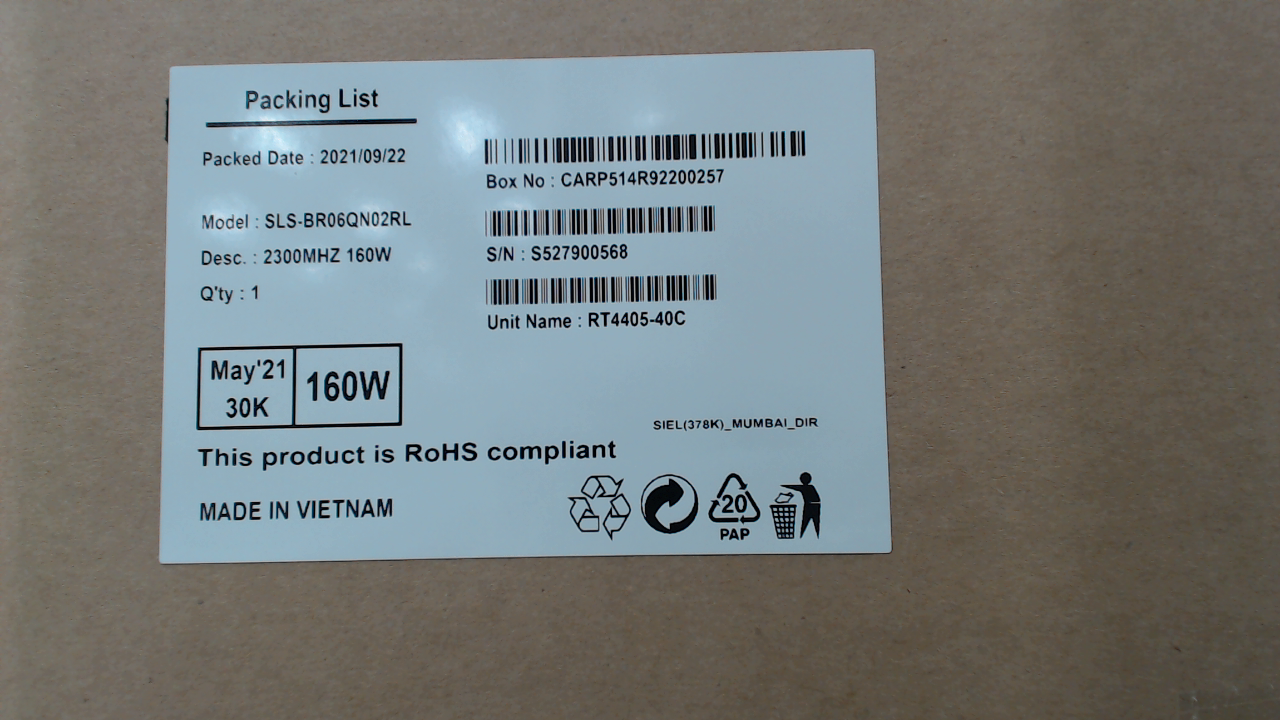 Packing List
Packed Date : 2021/09/22
Box No : CARP514R92200257
Model : SLS-BR06QN02RL
Desc. : 2300MHZ 160W
S/N : S527900568
Q'ty : 1
Unit Name : RT4405-40C
May'21
30K
160W
SIEL(378K)_MUMBAI_DIR
This product is RoHS compliant
MADE IN VIETNAM
20
PAP